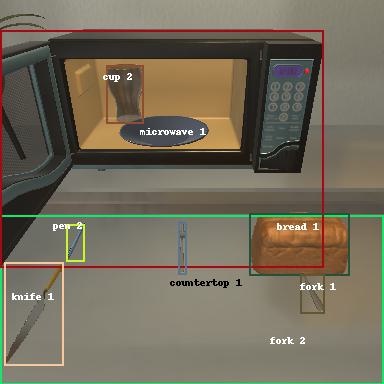 cup 2
microwave 1
pen 2
bread 1
countertop 1
fork 1
knife 1
fork 2